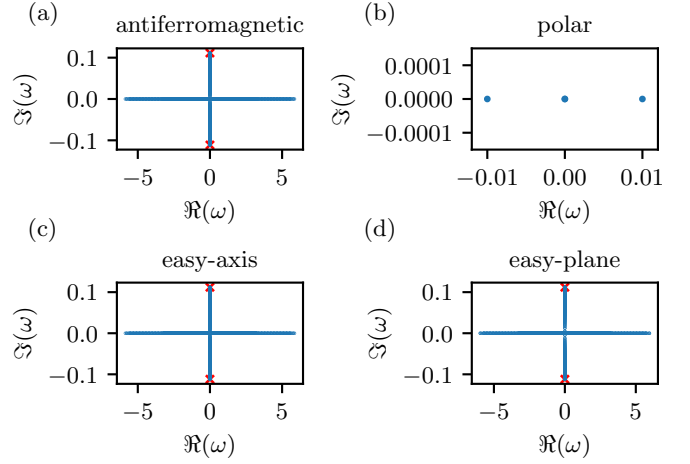 (a)
antiferromagnetic
ℑ(ω)
0.1
0.0
−0.1
−5 0 5
ℜ(ω)
(b)
polar
ℑ(ω)
0.0001
0.0000
−0.0001
−0.01 0.00 0.01
ℜ(ω)
(c)
easy-axis
ℑ(ω)
0.1
0.0
−0.1
−5 0 5
ℜ(ω)
(d)
easy-plane
ℑ(ω)
0.1
0.0
−0.1
−5 0 5
ℜ(ω)